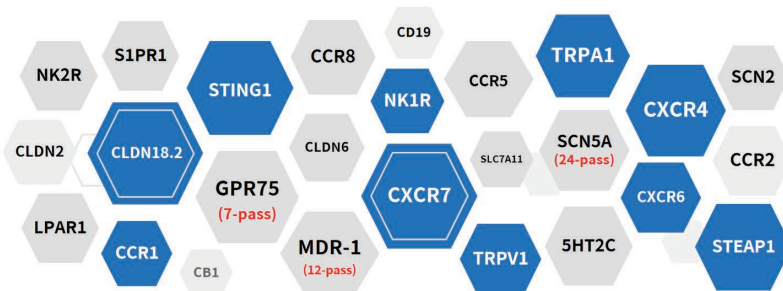 CD19
S1PR1
CCR8
TRPA1
NK2R
STING1
CCR5
SCN2
NK1R
CXCR4
CLDN2
CLDN18.2
CLDN6
SLC7A11
SCN5A
(24-pass)
CCR2
GPR75
(7-pass)
CXCR7
CXCR6
LPAR1
CCR1
MDR-1
(12-pass)
TRPV1
5HT2C
STEAP1
CB1